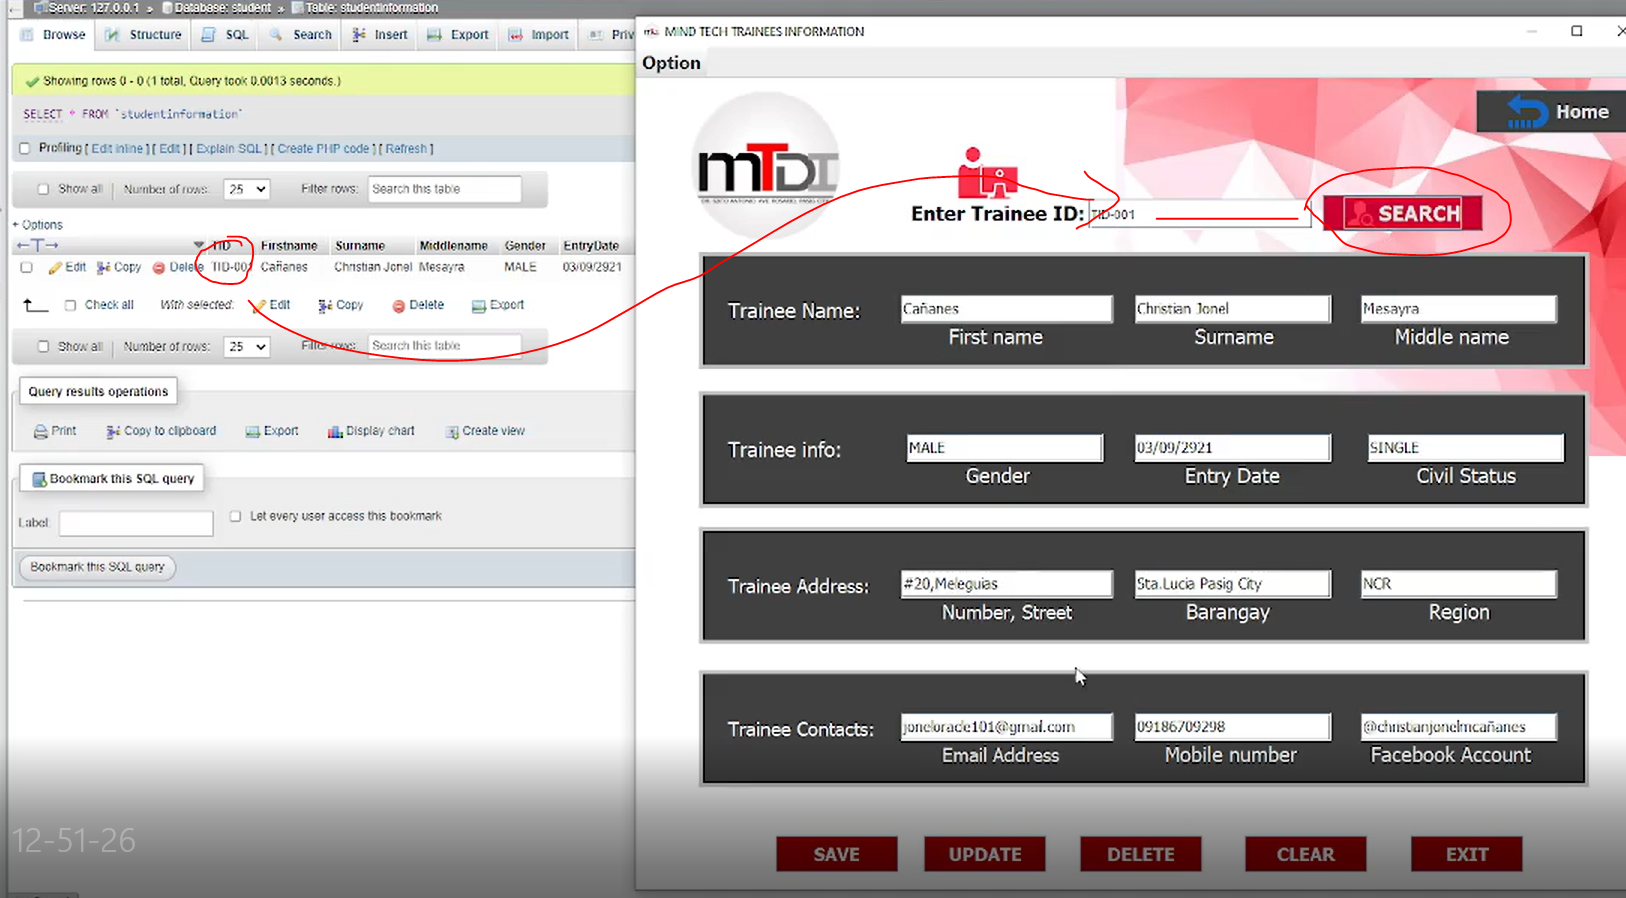 Server: 127.0.0.1 » Database: student » Table: studentinformation
Browse Structure SQL Search Insert Export Import Priv
Showing rows 0 - 0 (1 total, Query took 0.0013 seconds.)
SELECT * FROM `studentinformation`
Profiling [ Edit inline ] [ Edit ] [ Explain SQL ] [ Create PHP code ] [ Refresh ]
Show all | Number of rows: 25 Filter rows: Search this table
+ Options
←T→ TID Firstname Surname Middlename Gender EntryDate
Edit Copy Delete TID-001 Cañanes Christian Jonel Mesayra MALE 03/09/2921
Check all With selected: Edit Copy Delete Export
Show all | Number of rows: 25 Filter rows: Search this table
Query results operations
Print Copy to clipboard Export Display chart Create view
Bookmark this SQL query
Label: Let every user access this bookmark
Bookmark this SQL query
12-51-26
MIND TECH TRAINEES INFORMATION
Option
mTDI
Home
Enter Trainee ID: TID-001 SEARCH
Trainee Name: Cañanes Christian Jonel Mesayra
First name Surname Middle name
Trainee info: MALE 03/09/2921 SINGLE
Gender Entry Date Civil Status
Trainee Address: #20,Meleguias Sta.Lucia Pasig City NCR
Number, Street Barangay Region
Trainee Contacts: joneloracle101@gmail.com 09186709298 @christianjonelmcañanes
Email Address Mobile number Facebook Account
SAVE UPDATE DELETE CLEAR EXIT